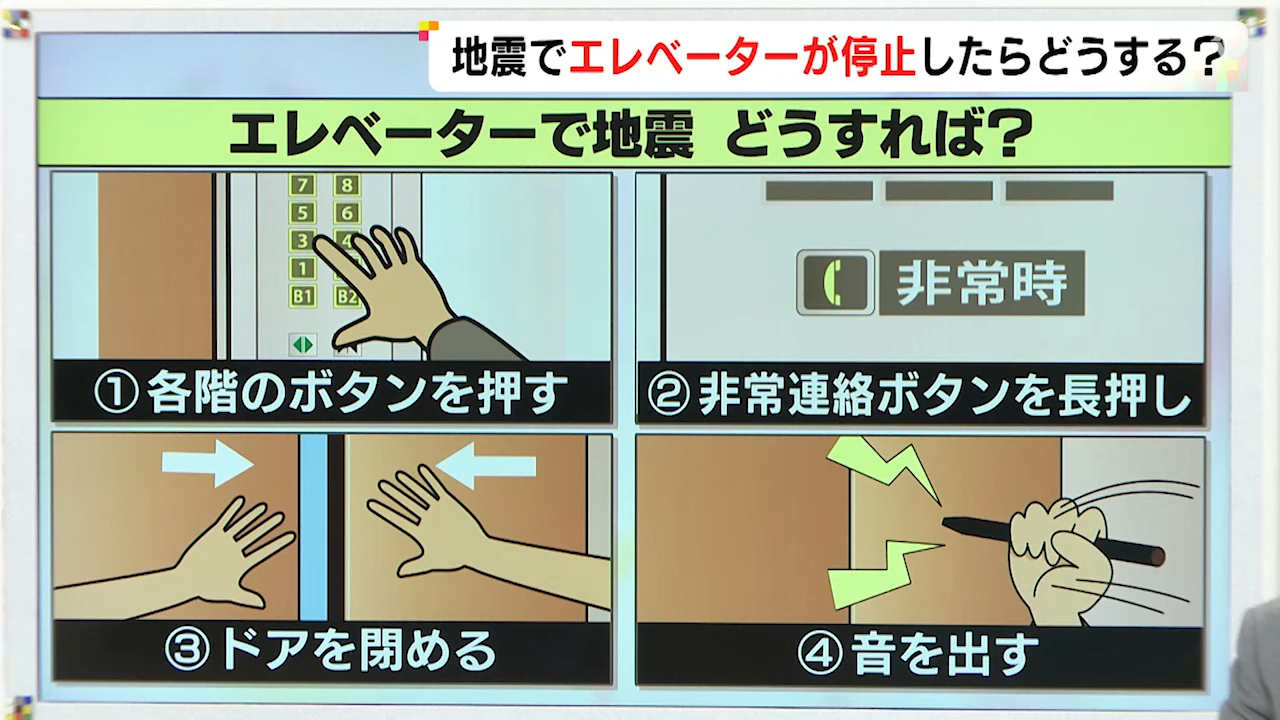 地震でエレベーターが停止したらどうする?
エレベーターで地震 どうすれば?
7 8
5 6
3 4
1
B1 B2
①各階のボタンを押す
非常時
②非常連絡ボタンを長押し
③ドアを閉める
④音を出す